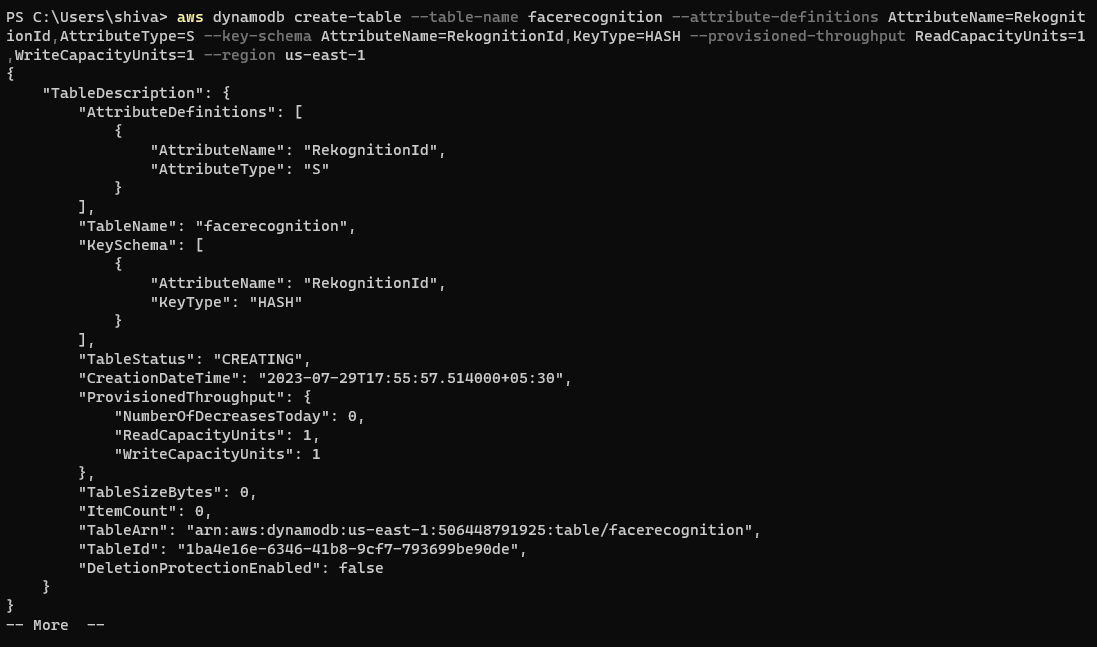 PS C:\Users\shiva> aws dynamodb create-table --table-name facerecognition --attribute-definitions AttributeName=Rekognit
ionId,AttributeType=S --key-schema AttributeName=RekognitionId,KeyType=HASH --provisioned-throughput ReadCapacityUnits=1
,WriteCapacityUnits=1 --region us-east-1
{
    "TableDescription": {
        "AttributeDefinitions": [
            {
                "AttributeName": "RekognitionId",
                "AttributeType": "S"
            }
        ],
        "TableName": "facerecognition",
        "KeySchema": [
            {
                "AttributeName": "RekognitionId",
                "KeyType": "HASH"
            }
        ],
        "TableStatus": "CREATING",
        "CreationDateTime": "2023-07-29T17:55:57.514000+05:30",
        "ProvisionedThroughput": {
            "NumberOfDecreasesToday": 0,
            "ReadCapacityUnits": 1,
            "WriteCapacityUnits": 1
        },
        "TableSizeBytes": 0,
        "ItemCount": 0,
        "TableArn": "arn:aws:dynamodb:us-east-1:506448791925:table/facerecognition",
        "TableId": "1ba4e16e-6346-41b8-9cf7-793699be90de",
        "DeletionProtectionEnabled": false
    }
}
-- More  --